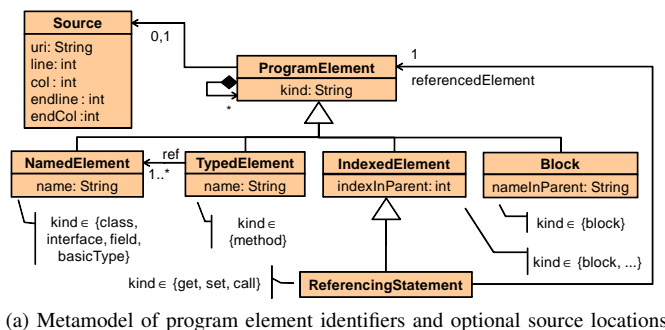 Source
uri: String
line: int
col : int
endline : int
endCol :int
0,1
ProgramElement
kind: String
*
1
referencedElement
NamedElement
name: String
ref
1..*
TypedElement
name: String
IndexedElement
indexInParent: int
Block
nameInParent: String
kind ∈ {class,
interface, field,
basicType}
kind ∈
{method}
kind ∈ {block}
kind ∈ {block, ...}
kind ∈ {get, set, call}
ReferencingStatement
(a) Metamodel of program element identifiers and optional source locations